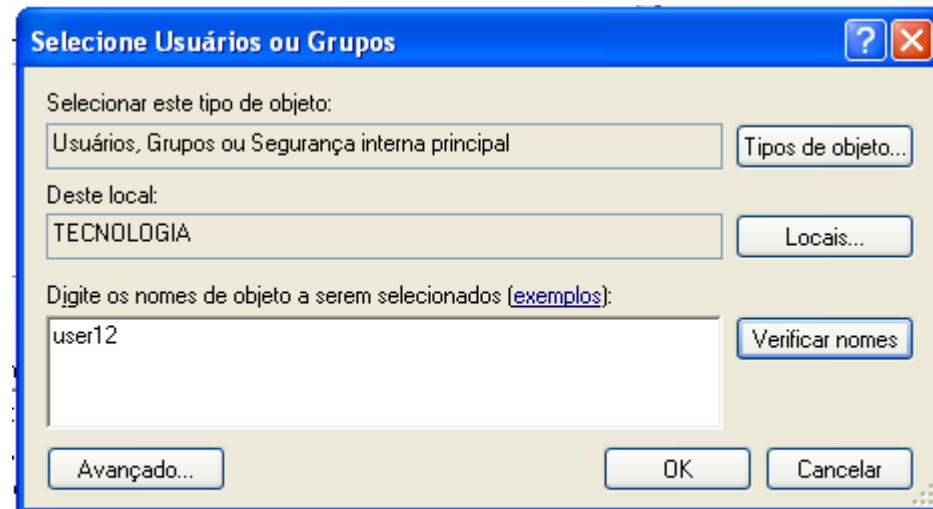 Selecione Usuários ou Grupos
Selecionar este tipo de objeto:
Usuários, Grupos ou Segurança interna principal
Tipos de objeto...
Deste local:
TECNOLOGIA
Locais...
Digite os nomes de objeto a serem selecionados (exemplos):
user12
Verificar nomes
Avançado...
OK
Cancelar